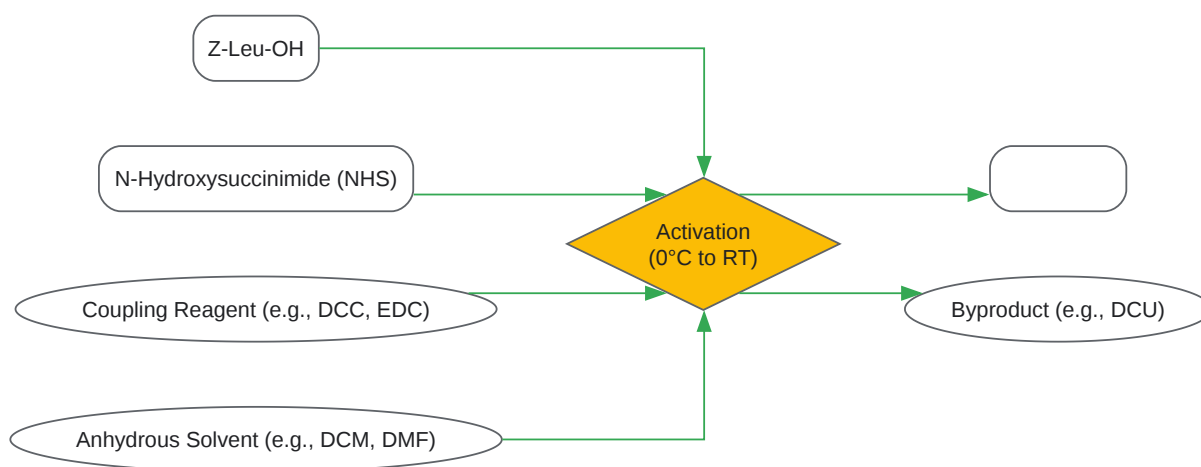 Z-Leu-OH
N-Hydroxysuccinimide (NHS)
Activation
(0°C to RT)
Coupling Reagent (e.g., DCC, EDC)
Byproduct (e.g., DCU)
Anhydrous Solvent (e.g., DCM, DMF)